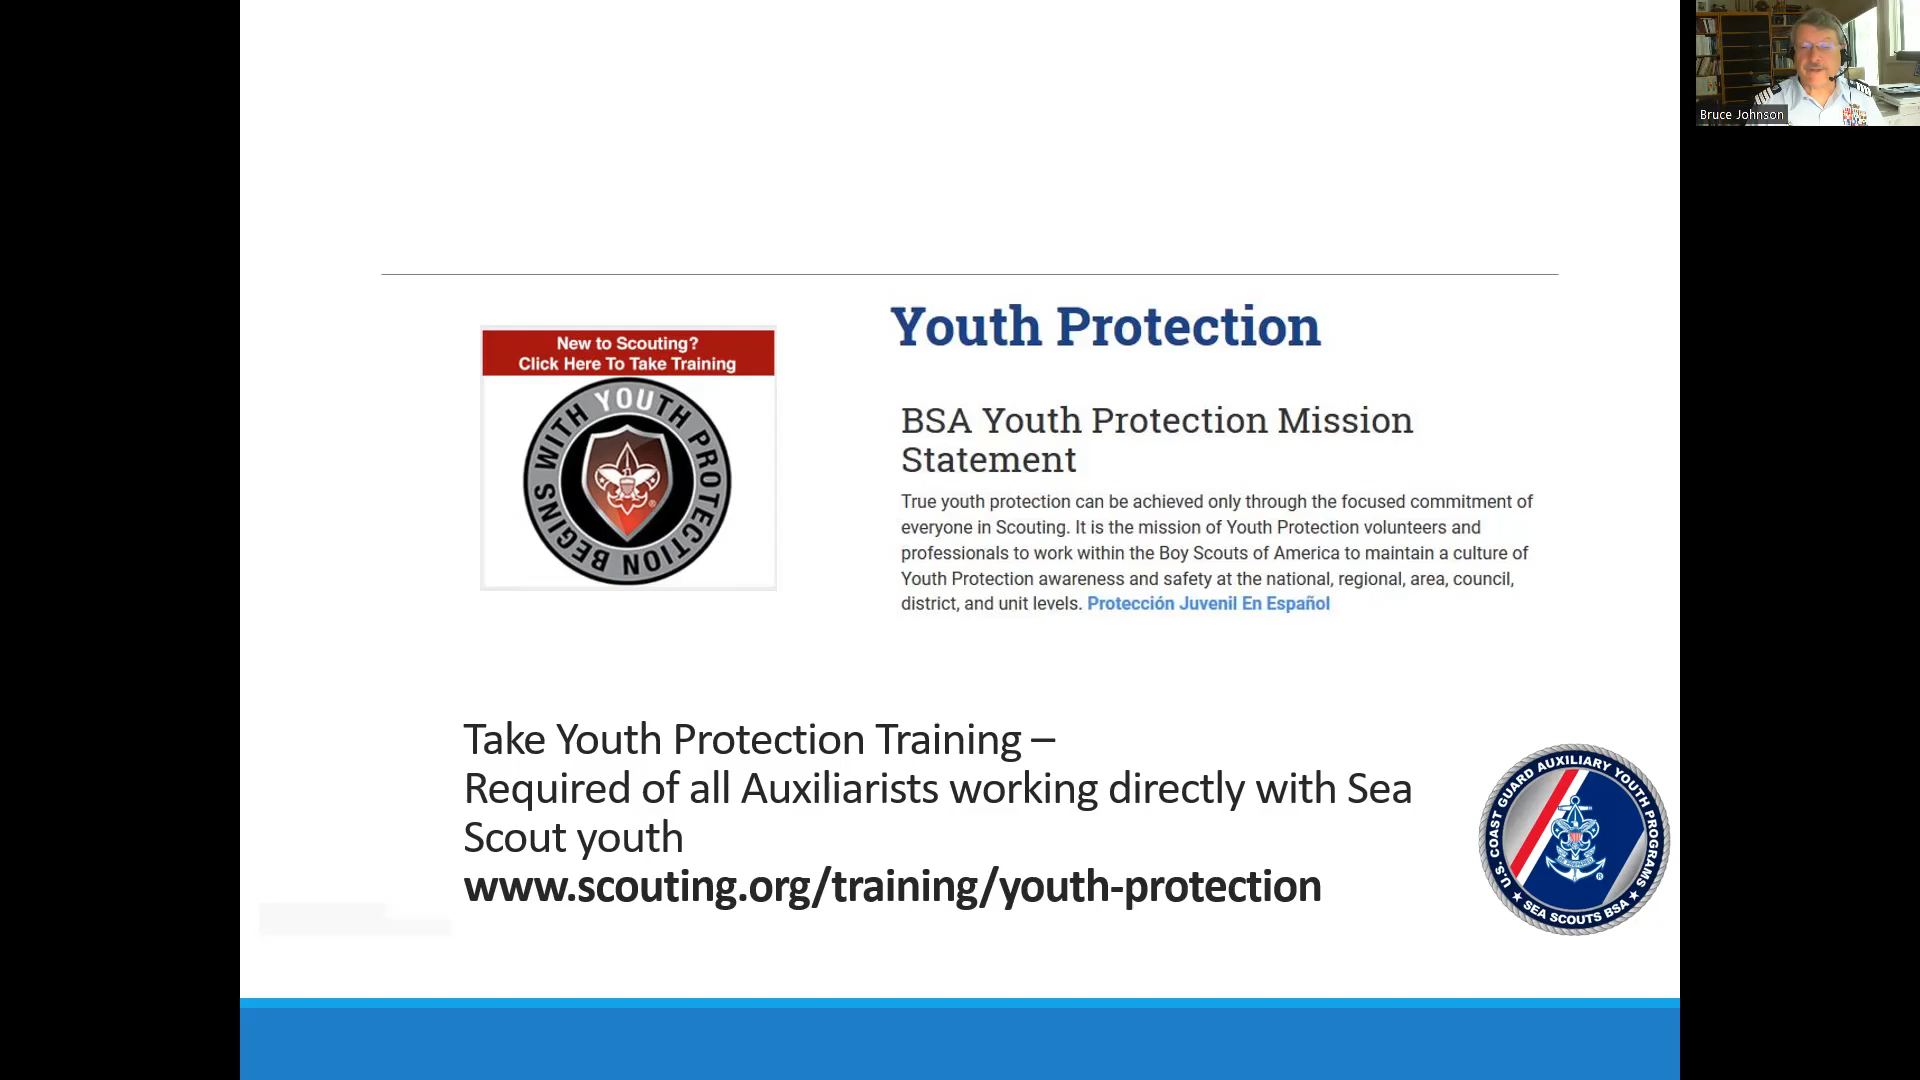 Bruce Johnson
Youth Protection
New to Scouting?
Click Here To Take Training
YOUTH PROTECTION BEGINS WITH
BSA Youth Protection Mission
Statement
True youth protection can be achieved only through the focused commitment of
everyone in Scouting. It is the mission of Youth Protection volunteers and
professionals to work within the Boy Scouts of America to maintain a culture of
Youth Protection awareness and safety at the national, regional, area, council,
district, and unit levels. Protección Juvenil En Español
Take Youth Protection Training –
Required of all Auxiliarists working directly with Sea
Scout youth
www.scouting.org/training/youth-protection
U.S. COAST GUARD AUXILIARY YOUTH PROGRAMS
★ SEA SCOUTS BSA ★
®